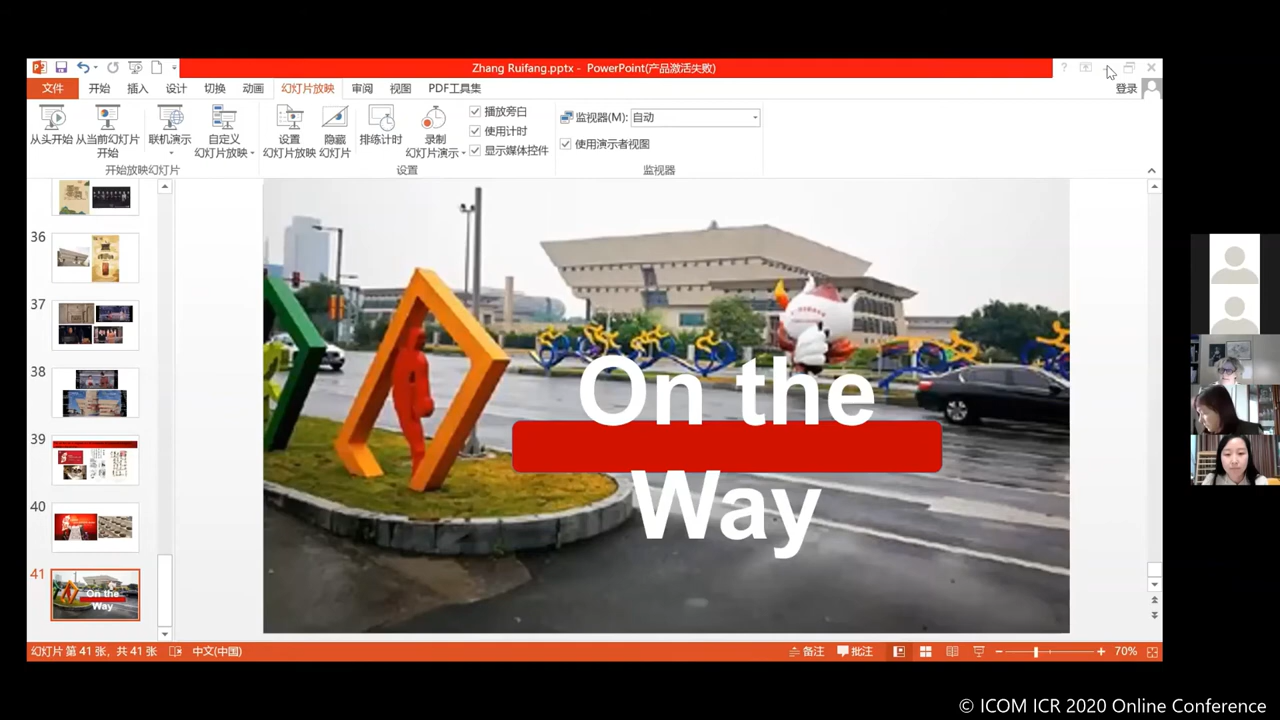 Zhang Ruifang.pptx - PowerPoint(产品激活失败)
文件 开始 插入 设计 切换 动画 幻灯片放映 审阅 视图 PDF工具集 登录
从头开始 从当前幻灯片开始 联机演示 自定义幻灯片放映 设置幻灯片放映 隐藏幻灯片 排练计时 录制幻灯片演示
播放旁白
使用计时
显示媒体控件
监视器(M): 自动
使用演示者视图
开始放映幻灯片 设置 监视器
36
37
38
39
40
41
On the
Way
On the
Way
幻灯片 第 41 张，共 41 张 中文(中国) 备注 批注 70%
© ICOM ICR 2020 Online Conference